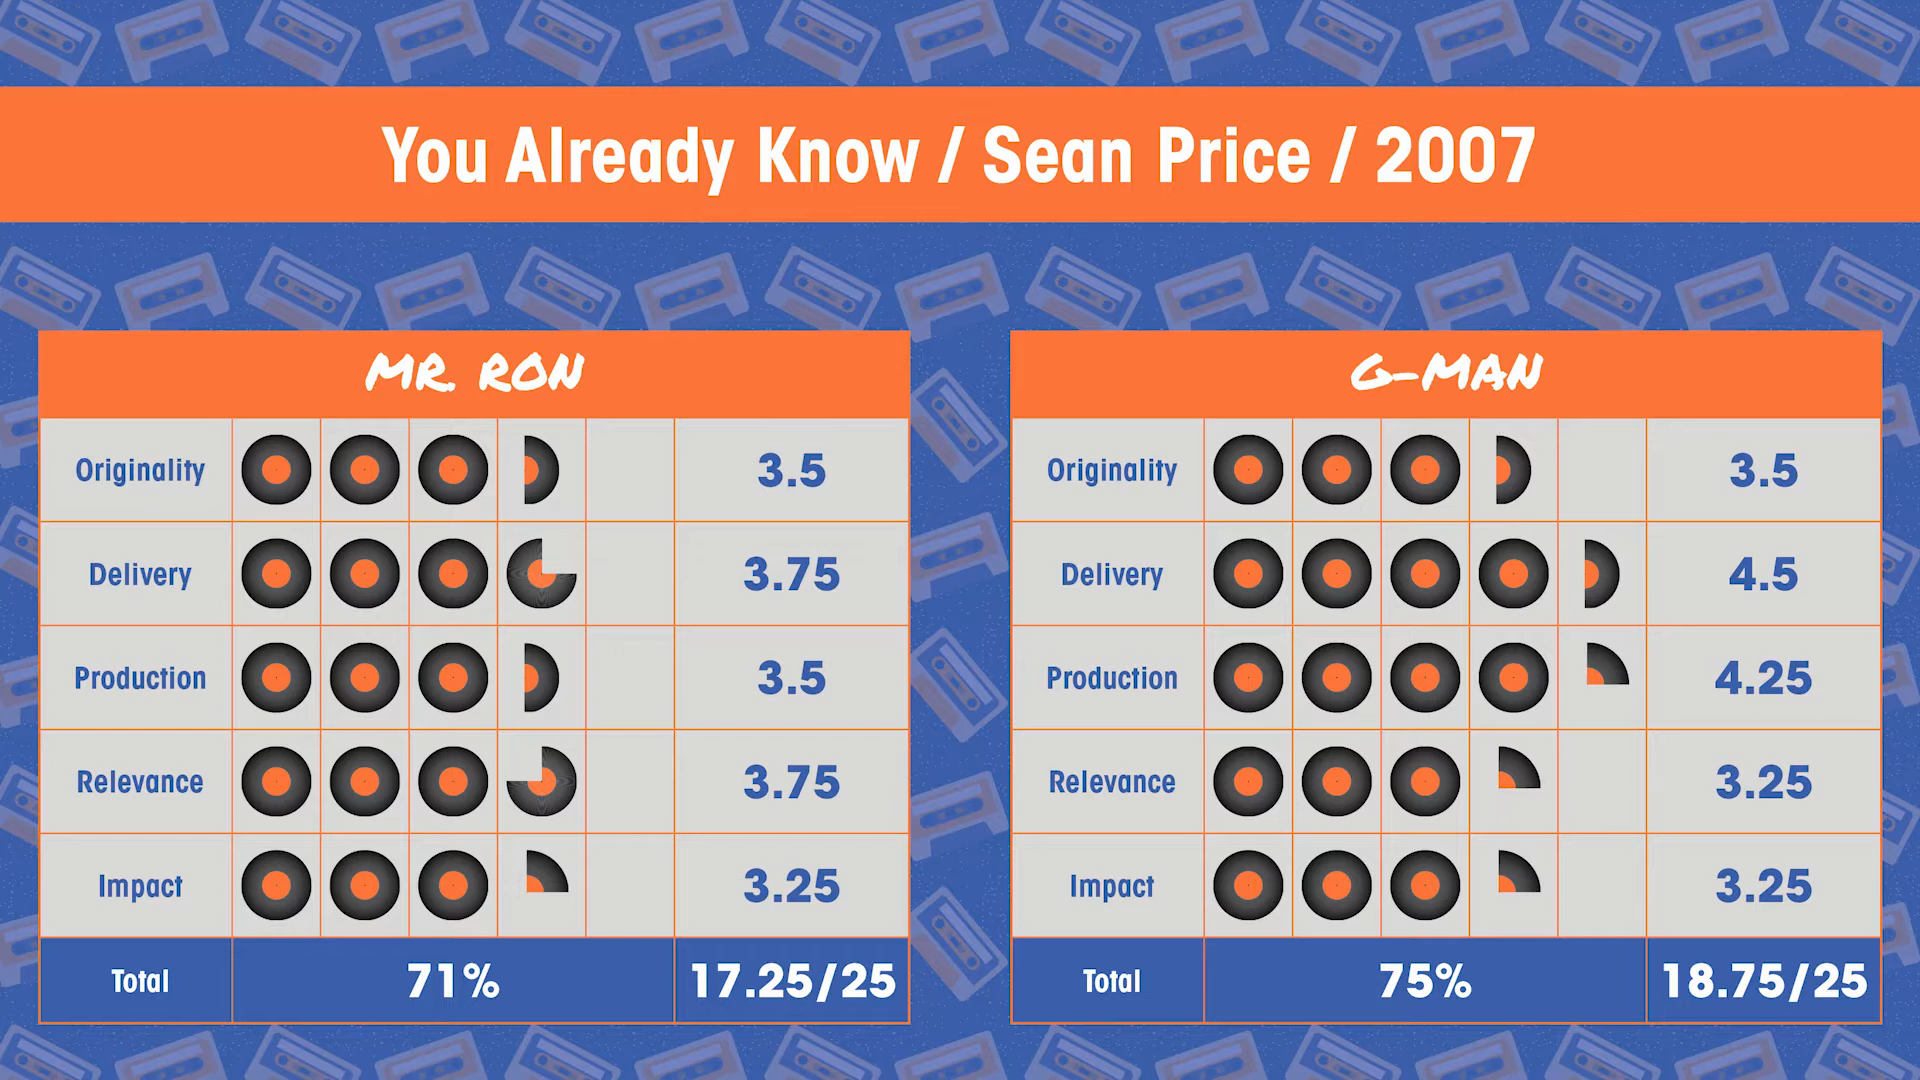 You Already Know / Sean Price / 2007
MR. RON
Originality 3.5
Delivery 3.75
Production 3.5
Relevance 3.75
Impact 3.25
Total 71% 17.25/25
G-MAN
Originality 3.5
Delivery 4.5
Production 4.25
Relevance 3.25
Impact 3.25
Total 75% 18.75/25